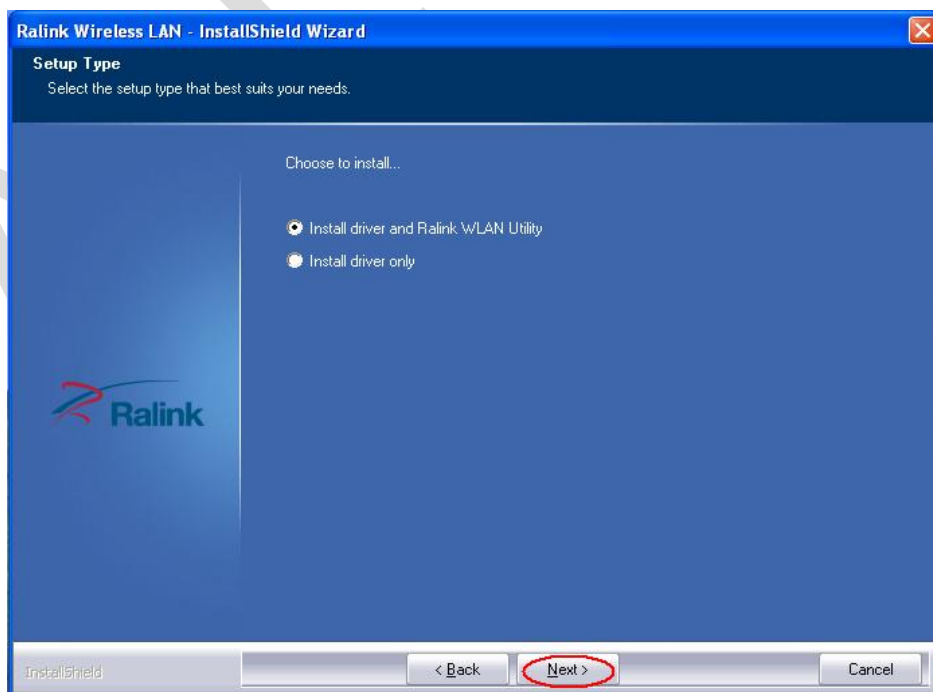 Ralink Wireless LAN - InstallShield Wizard
Setup Type
Select the setup type that best suits your needs.
Choose to install...
Install driver and Ralink WLAN Utility
Install driver only
Ralink
InstallShield
< Back
Next >
Cancel